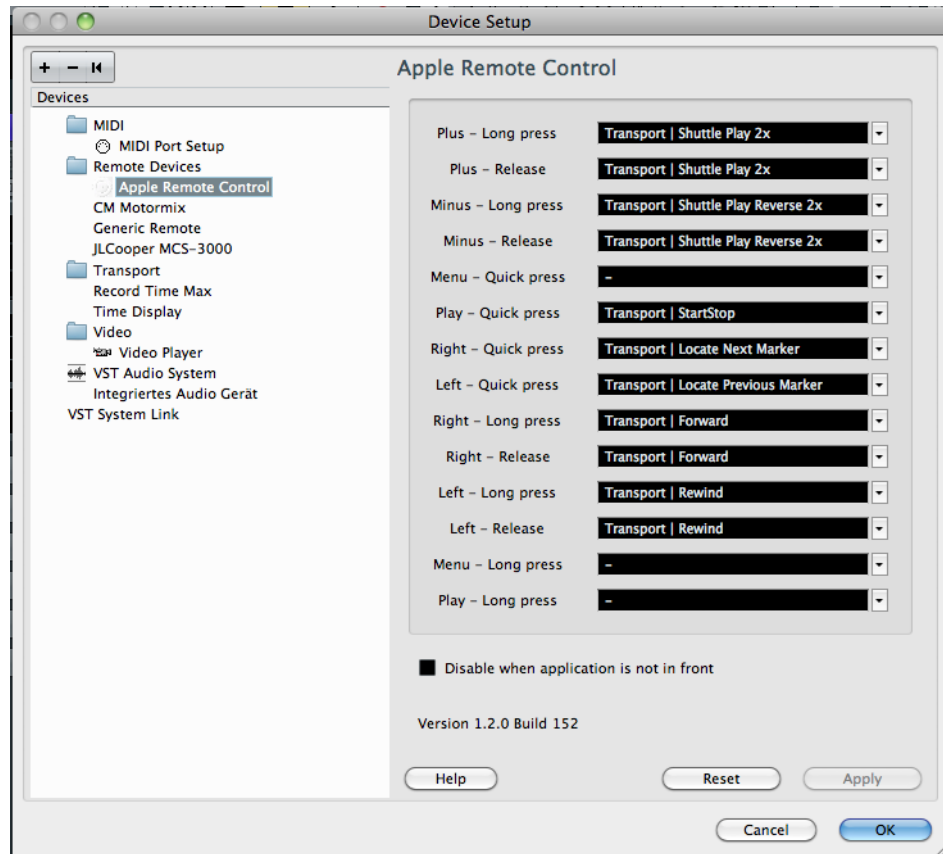 Device Setup
+ −
Devices
MIDI
MIDI Port Setup
Remote Devices
Apple Remote Control
CM Motormix
Generic Remote
JLCooper MCS–3000
Transport
Record Time Max
Time Display
Video
Video Player
VST Audio System
Integriertes Audio Gerät
VST System Link
Apple Remote Control
Plus – Long press Transport | Shuttle Play 2x
Plus – Release Transport | Shuttle Play 2x
Minus – Long press Transport | Shuttle Play Reverse 2x
Minus – Release Transport | Shuttle Play Reverse 2x
Menu – Quick press –
Play – Quick press Transport | StartStop
Right – Quick press Transport | Locate Next Marker
Left – Quick press Transport | Locate Previous Marker
Right – Long press Transport | Forward
Right – Release Transport | Forward
Left – Long press Transport | Rewind
Left – Release Transport | Rewind
Menu – Long press –
Play – Long press –
Disable when application is not in front
Version 1.2.0 Build 152
Help Reset Apply
Cancel OK